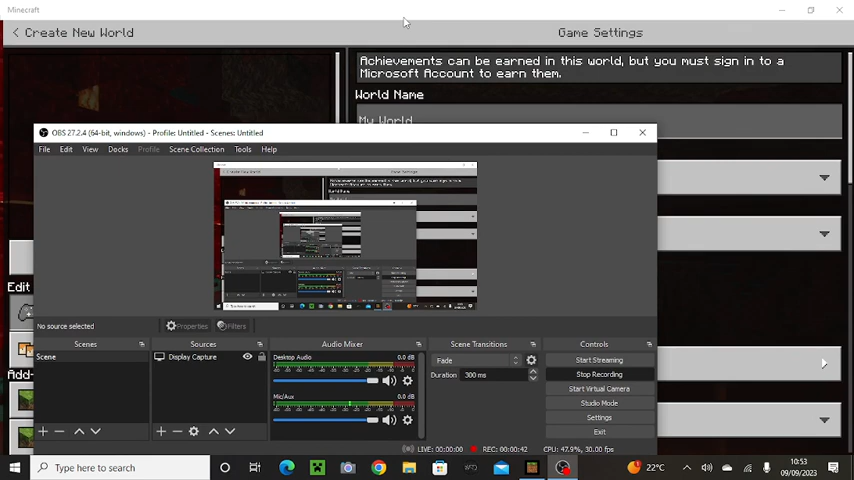 Minecraft
Create New World
Game Settings
Achievements can be earned in this world, but you must sign in to a
Microsoft Account to earn them.
World Name
My World
OBS 27.2.4 (64-bit, windows) - Profile: Untitled - Scenes: Untitled
File Edit View Docks Profile Scene Collection Tools Help
Edit
No source selected
Properties
Filters
Scenes
Sources
Audio Mixer
Scene Transitions
Controls
Scene
Display Capture
Desktop Audio
0.0 dB
Fade
Start Streaming
Duration
300 ms
Stop Recording
Add-
Start Virtual Camera
Mic/Aux
0.0 dB
Studio Mode
Settings
Exit
LIVE: 00:00:00
REC: 00:00:42
CPU: 47.9%, 30.00 fps
Type here to search
22°C
10:53
09/09/2023